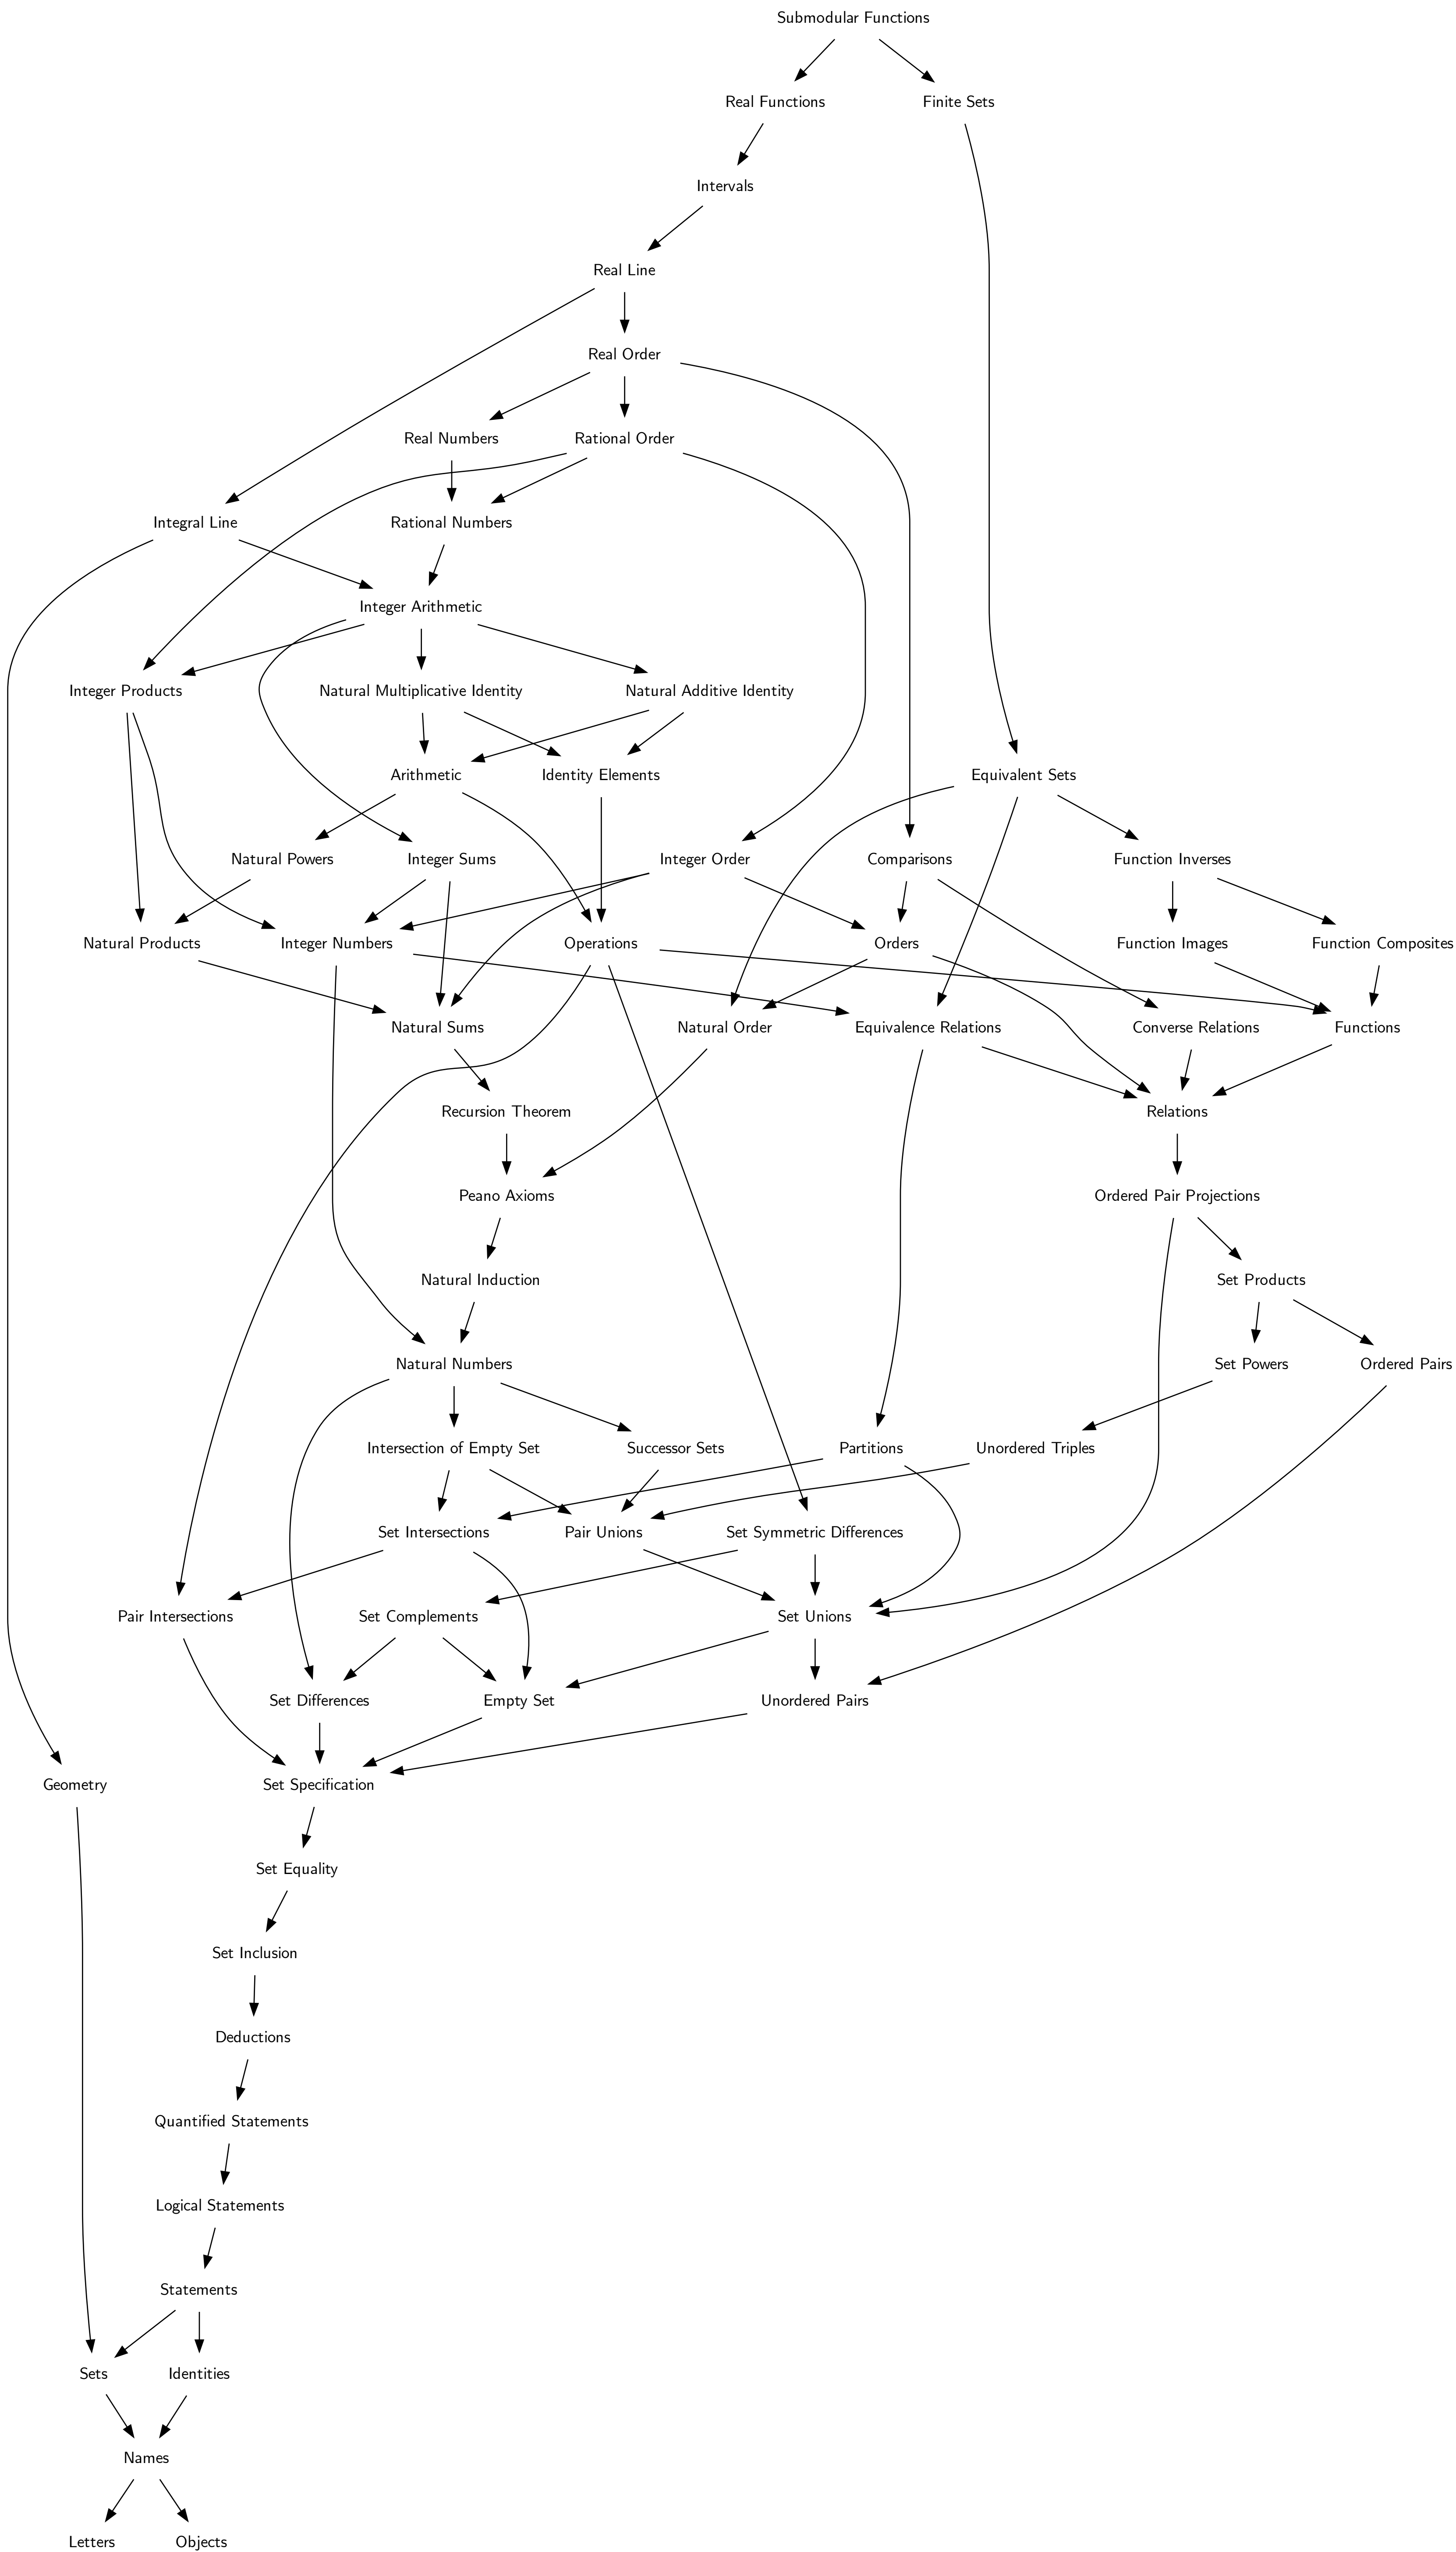 Submodular Functions
Real Functions
Finite Sets
Intervals
Real Line
Real Order
Real Numbers
Rational Order
Integral Line
Rational Numbers
Integer Arithmetic
Integer Products
Natural Multiplicative Identity
Natural Additive Identity
Arithmetic
Identity Elements
Equivalent Sets
Natural Powers
Integer Sums
Integer Order
Comparisons
Function Inverses
Natural Products
Integer Numbers
Operations
Orders
Function Images
Function Composites
Natural Sums
Natural Order
Equivalence Relations
Converse Relations
Functions
Recursion Theorem
Relations
Peano Axioms
Ordered Pair Projections
Natural Induction
Set Products
Natural Numbers
Set Powers
Ordered Pairs
Intersection of Empty Set
Successor Sets
Partitions
Unordered Triples
Set Intersections
Pair Unions
Set Symmetric Differences
Pair Intersections
Set Complements
Set Unions
Set Differences
Empty Set
Unordered Pairs
Geometry
Set Specification
Set Equality
Set Inclusion
Deductions
Quantified Statements
Logical Statements
Statements
Sets
Identities
Names
Letters
Objects